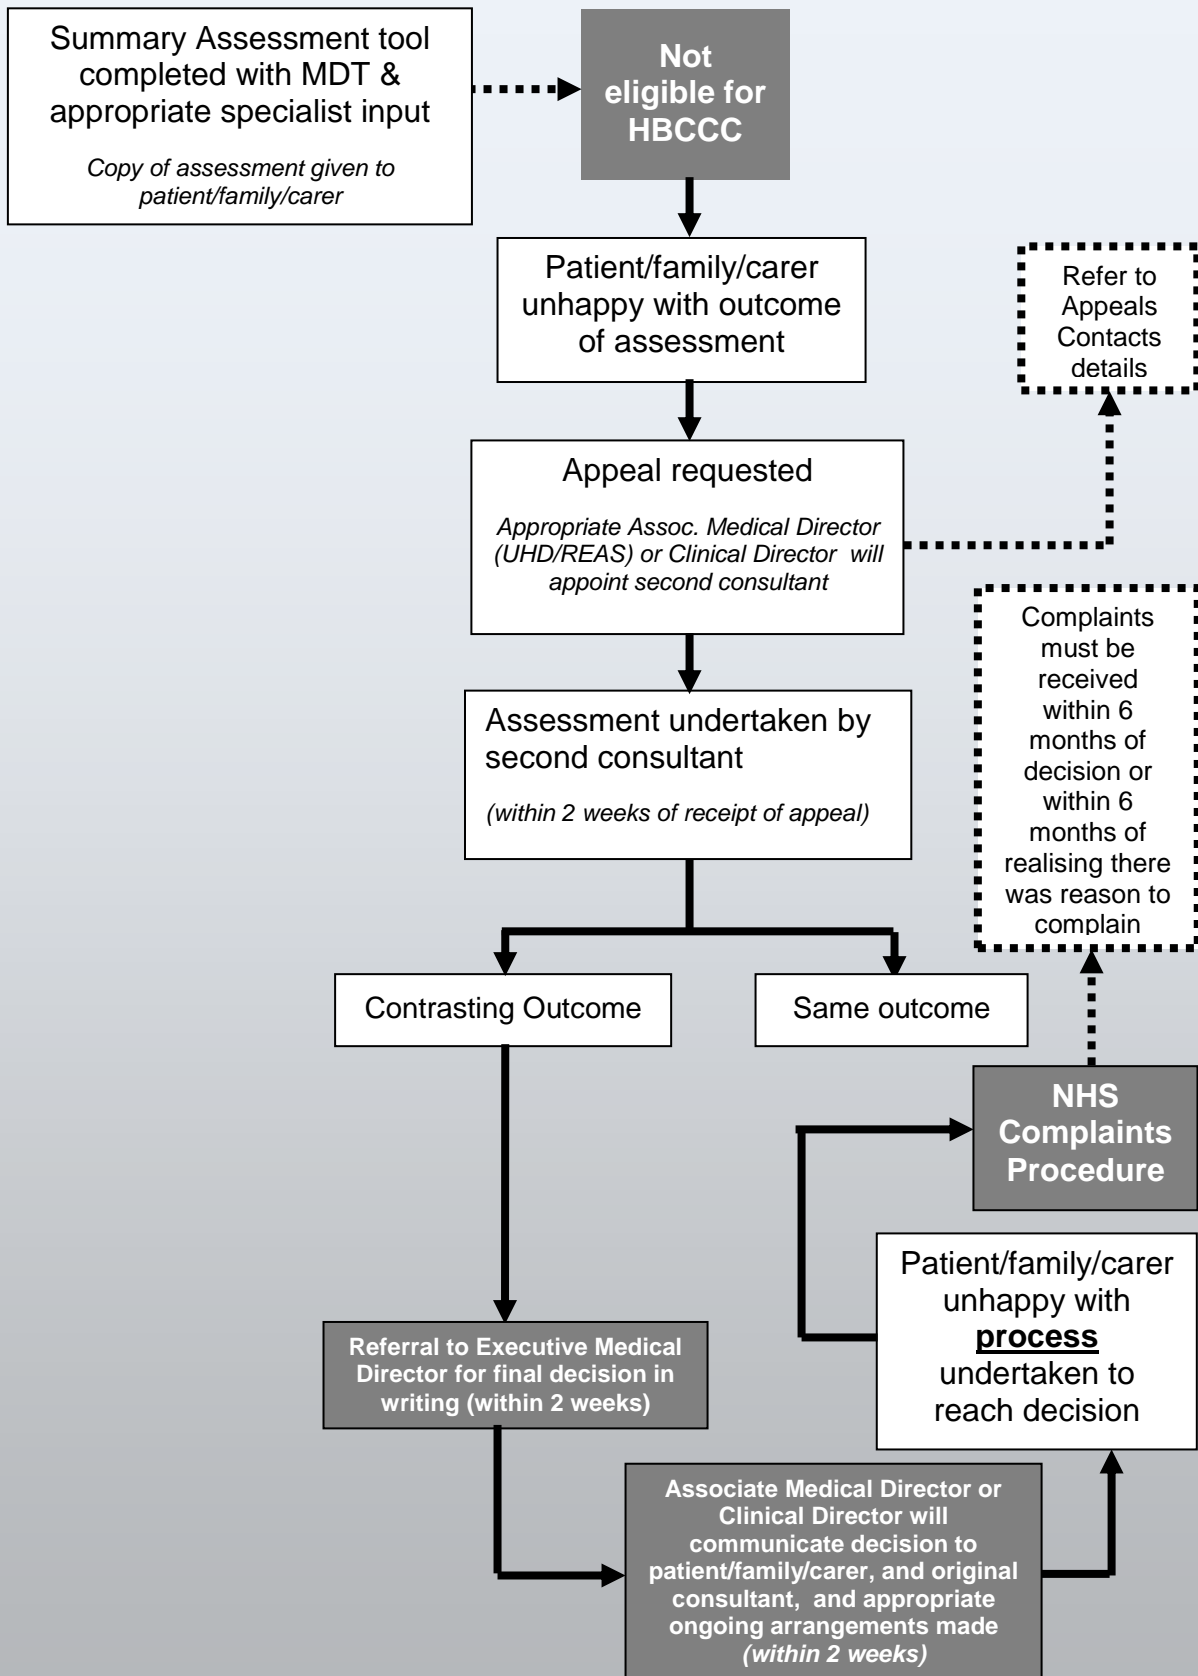 Summary Assessment tool
completed with MDT &
appropriate specialist input
Copy of assessment given to
patient/family/carer
Not
eligible for
HBCCC
Patient/family/carer
unhappy with outcome
of assessment
Refer to
Appeals
Contacts
details
Appeal requested
Appropriate Assoc. Medical Director
(UHD/REAS) or Clinical Director will
appoint second consultant
Complaints
must be
received
within 6
months of
decision or
within 6
months of
realising there
was reason to
complain
Assessment undertaken by
second consultant
(within 2 weeks of receipt of appeal)
Contrasting Outcome
Same outcome
NHS
Complaints
Procedure
Patient/family/carer
unhappy with
process
undertaken to
reach decision
Referral to Executive Medical
Director for final decision in
writing (within 2 weeks)
Associate Medical Director or
Clinical Director will
communicate decision to
patient/family/carer, and original
consultant, and appropriate
ongoing arrangements made
(within 2 weeks)